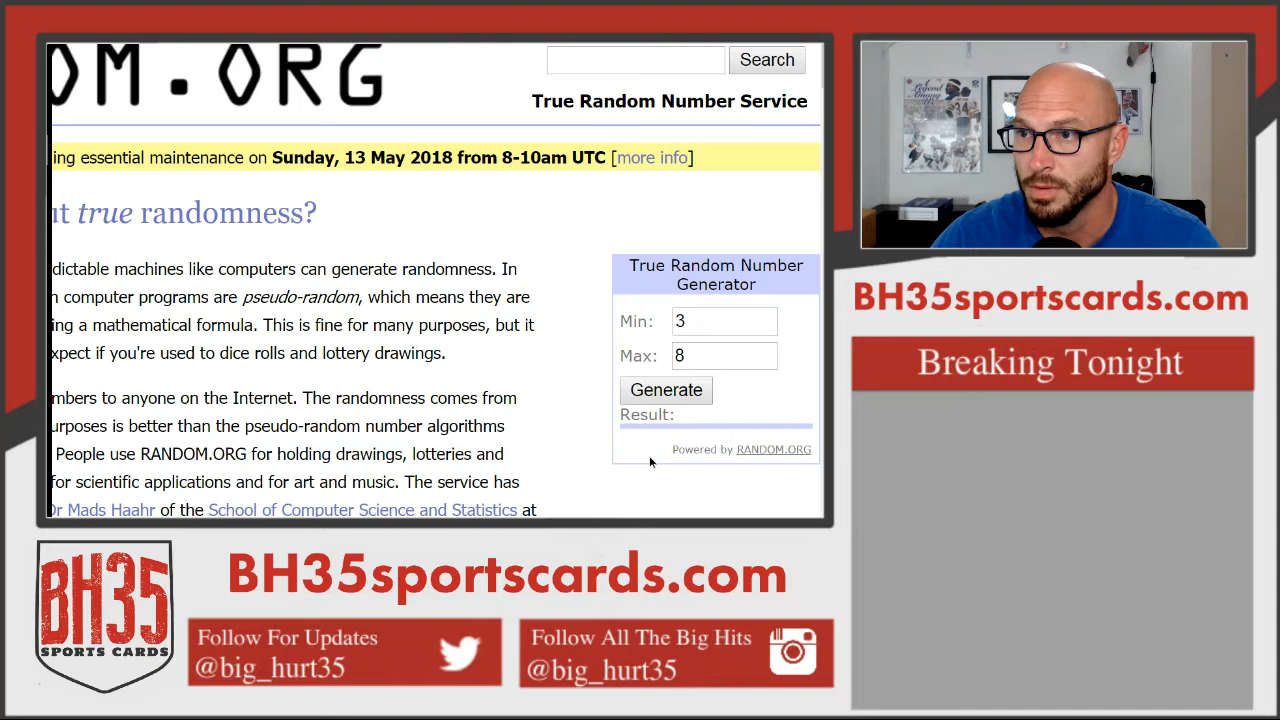 OM.ORG
Search
True Random Number Service
ing essential maintenance on Sunday, 13 May 2018 from 8-10am UTC [more info]
ut true randomness?
dictable machines like computers can generate randomness. In
computer programs are pseudo-random, which means they are
ing a mathematical formula. This is fine for many purposes, but it
xpect if you're used to dice rolls and lottery drawings.
mbers to anyone on the Internet. The randomness comes from
urposes is better than the pseudo-random number algorithms
People use RANDOM.ORG for holding drawings, lotteries and
for scientific applications and for art and music. The service has
Dr Mads Haahr of the School of Computer Science and Statistics at
True Random Number
Generator
Min: 3
Max: 8
Generate
Result:
Powered by RANDOM.ORG
A Legend
Among
34
BH35sportscards.com
Breaking Tonight
BH35
SPORTS CARDS
BH35sportscards.com
Follow For Updates
@big_hurt35
Follow All The Big Hits
@big_hurt35